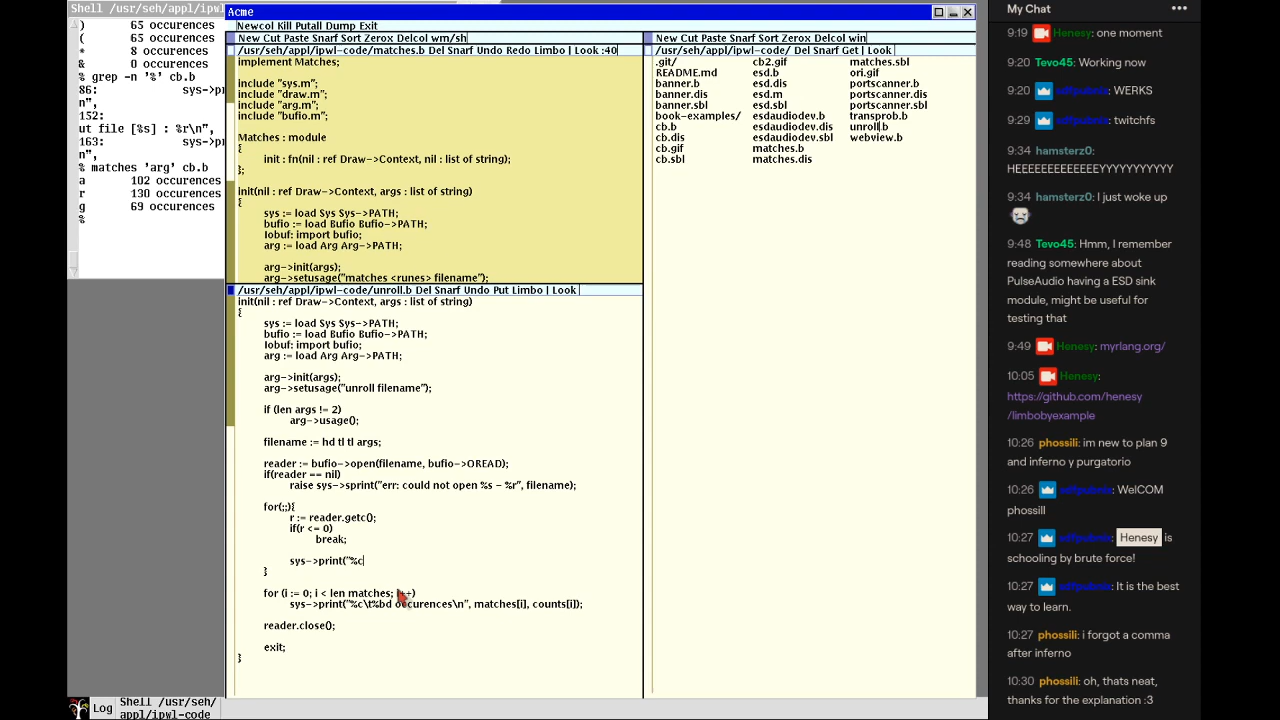 Shell /usr/seh/appl/ipwl-code
)	65 occurences
(	65 occurences
*	8 occurences
&	0 occurences
% grep -n '%' cb.b
86:	sys->pr
n",
152:
ut file [%s] : %r\n",
163:	sys->pr
n",
% matches 'arg' cb.b
a	102 occurences
r	130 occurences
g	69 occurences
%
Acme
Newcol Kill Putall Dump Exit
New Cut Paste Snarf Sort Zerox Delcol wm/sh
/usr/seh/appl/ipwl-code/matches.b Del Snarf Undo Redo Limbo | Look :40
implement Matches;
include "sys.m";
include "draw.m";
include "arg.m";
include "bufio.m";
Matches : module
{
init : fn(nil : ref Draw->Context, nil : list of string);
};
init(nil : ref Draw->Context, args : list of string)
{
sys := load Sys Sys->PATH;
bufio := load Bufio Bufio->PATH;
Iobuf: import bufio;
arg := load Arg Arg->PATH;
arg->init(args);
arg->setusage("matches <runes> filename");
/usr/seh/appl/ipwl-code/unroll.b Del Snarf Undo Put Limbo | Look
init(nil : ref Draw->Context, args : list of string)
{
sys := load Sys Sys->PATH;
bufio := load Bufio Bufio->PATH;
Iobuf: import bufio;
arg := load Arg Arg->PATH;
arg->init(args);
arg->setusage("unroll filename");
if (len args != 2)
arg->usage();
filename := hd tl tl args;
reader := bufio->open(filename, bufio->OREAD);
if(reader == nil)
raise sys->sprint("err: could not open %s - %r", filename);
for(;;){
r := reader.getc();
if(r <= 0)
break;
sys->print("%c
}
for (i := 0; i < len matches; i++)
sys->print("%c\t%bd occurences\n", matches[i], counts[i]);
reader.close();
exit;
}
New Cut Paste Snarf Sort Zerox Delcol win
/usr/seh/appl/ipwl-code/ Del Snarf Get | Look
.git/	cb2.gif	matches.sbl
README.md	esd.b	ori.gif
banner.b	esd.dis	portscanner.b
banner.dis	esd.m	portscanner.dis
banner.sbl	esd.sbl	portscanner.sbl
book-examples/	esdaudiodev.b	transprob.b
cb.b	esdaudiodev.dis	unroll.b
cb.dis	esdaudiodev.sbl	webview.b
cb.gif	matches.b
cb.sbl	matches.dis
Log
Shell /usr/seh/
appl/ipwl-code
My Chat
9:19 Henesy: one moment
9:20 Tevo45: Working now
9:20 : WERKS
9:29 : twitchfs
9:34 hamsterz0:
HEEEEEEEEEEEEEYYYYYYYYYY
9:34 hamsterz0: I just woke up
9:48 Tevo45: Hmm, I remember
reading somewhere about
PulseAudio having a ESD sink
module, might be useful for
testing that
9:49 Henesy: myrlang.org/
10:05 Henesy:
https://github.com/henesy
/limbobyexample
10:26 phossili: im new to plan 9
and inferno y purgatorio
10:26 : WelCOM
phossill
10:27 : Henesy is
schooling by brute force!
10:27 : It is the best
way to learn.
10:27 phossili: i forgot a comma
after inferno
10:30 phossili: oh, thats neat,
thanks for the explanation :3